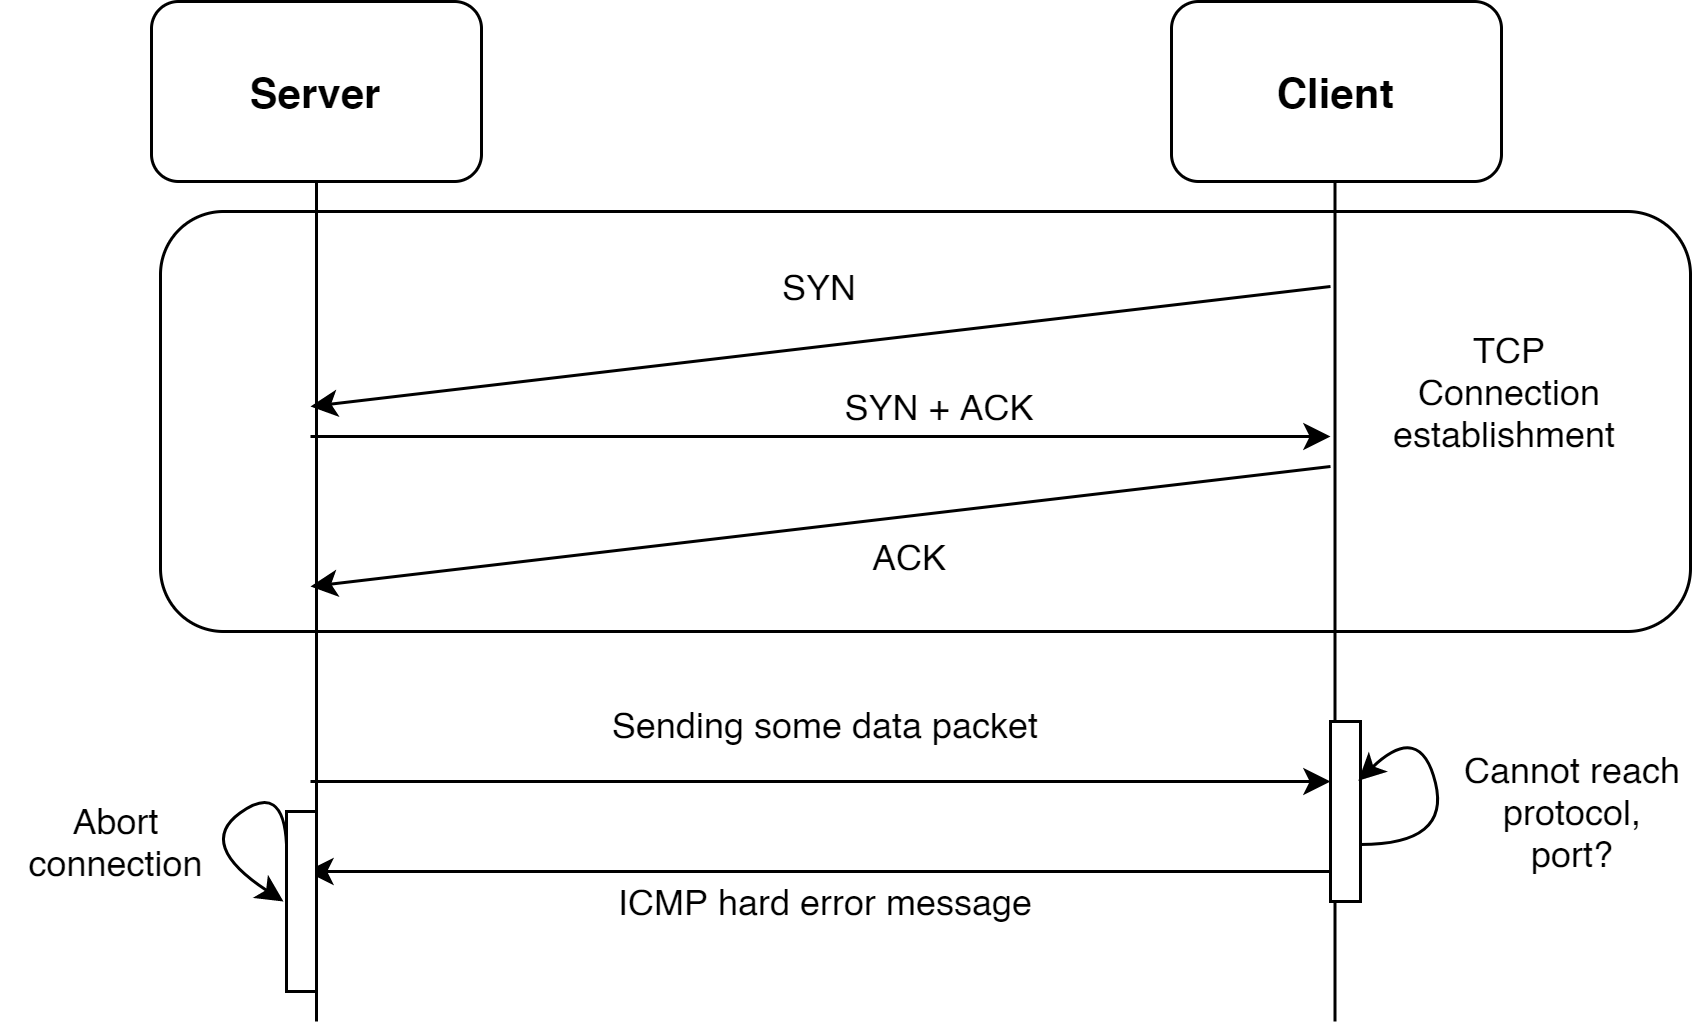 Server
Client
SYN
TCP
Connection
establishment
SYN + ACK
ACK
Sending some data packet
Cannot reach
protocol,
port?
Abort
connection
ICMP hard error message